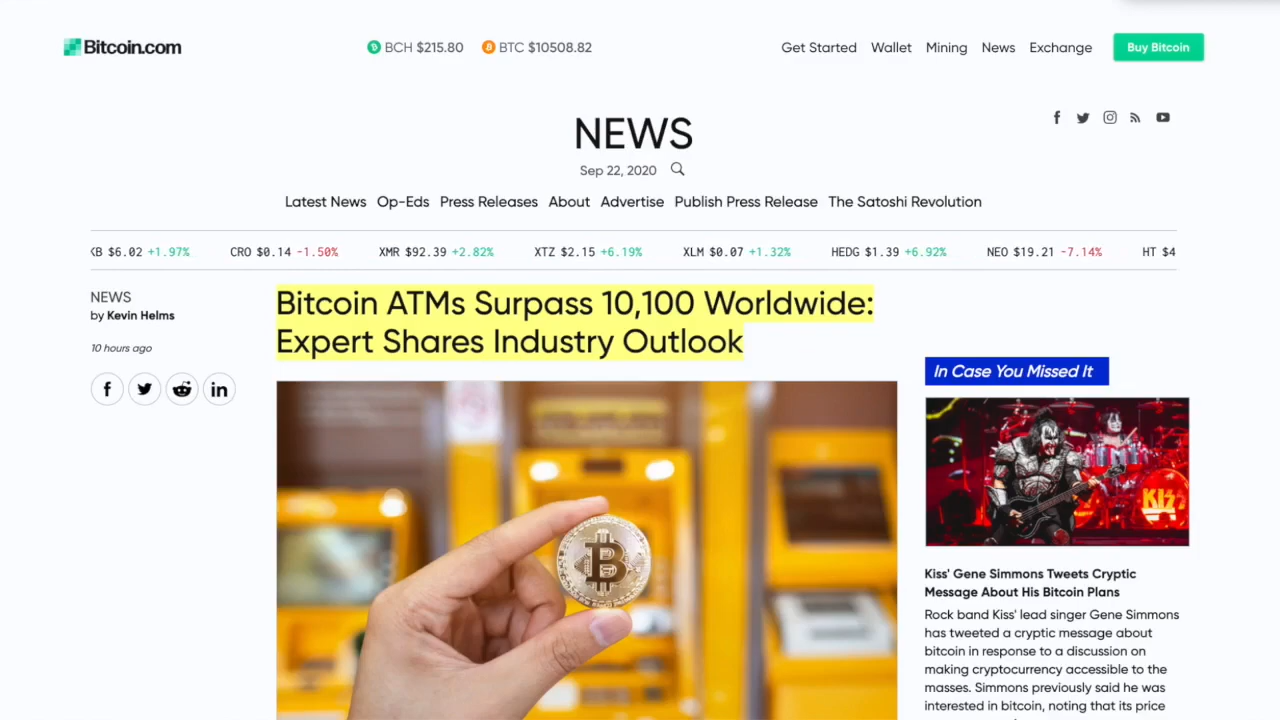 Bitcoin.com
BCH $215.80 BTC $10508.82
Get Started Wallet Mining News Exchange Buy Bitcoin
NEWS
Sep 22, 2020
Latest News Op-Eds Press Releases About Advertise Publish Press Release The Satoshi Revolution
KB $6.02 +1.97% CRO $0.14 -1.50% XMR $92.39 +2.82% XTZ $2.15 +6.19% XLM $0.07 +1.32% HEDG $1.39 +6.92% NEO $19.21 -7.14% HT $4
NEWS
by Kevin Helms
10 hours ago
Bitcoin ATMs Surpass 10,100 Worldwide:
Expert Shares Industry Outlook
In Case You Missed It
KISS
Kiss' Gene Simmons Tweets Cryptic
Message About His Bitcoin Plans
Rock band Kiss' lead singer Gene Simmons
has tweeted a cryptic message about
bitcoin in response to a discussion on
making cryptocurrency accessible to the
masses. Simmons previously said he was
interested in bitcoin, noting that its price